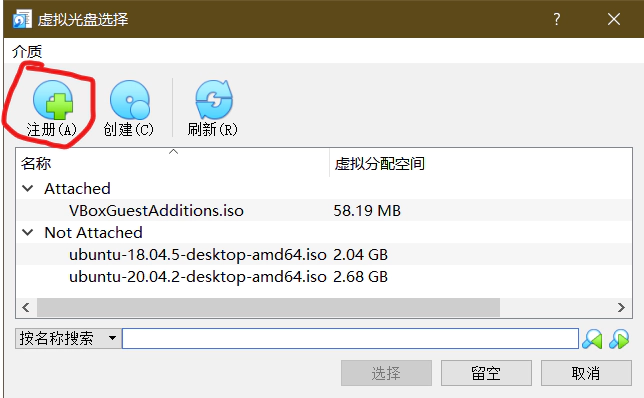 虚拟光盘选择
介质
注册(A) 创建(C) 刷新(R)
名称 虚拟分配空间
Attached
VBoxGuestAdditions.iso 58.19 MB
Not Attached
ubuntu-18.04.5-desktop-amd64.iso 2.04 GB
ubuntu-20.04.2-desktop-amd64.iso 2.68 GB
按名称搜索
选择 留空 取消